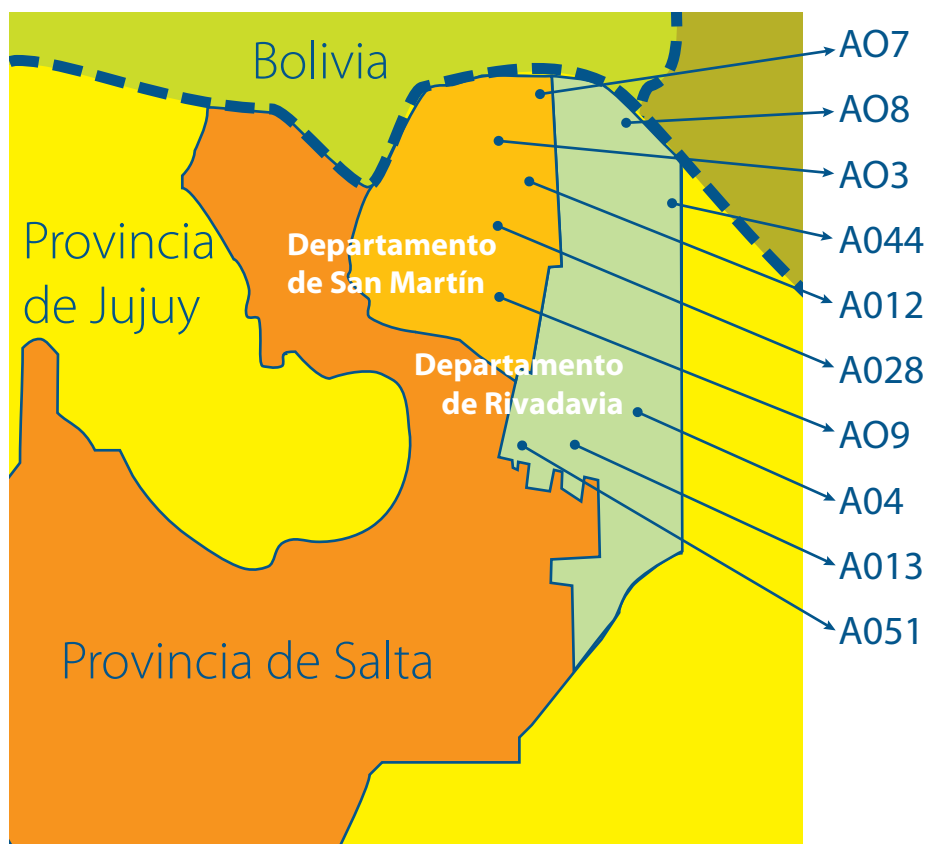 Bolivia
Provincia
de Jujuy
Departamento
de San Martín
Departamento
de Rivadavia
Provincia de Salta
AO7
AO8
AO3
A044
A012
A028
AO9
A04
A013
A051